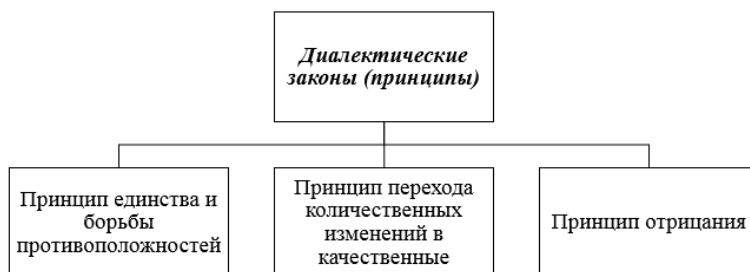 Диалектические
законы (принципы)
Принцип единства и
борьбы
противоположностей
Принцип перехода
количественных
изменений в
качественные
Принцип отрицания